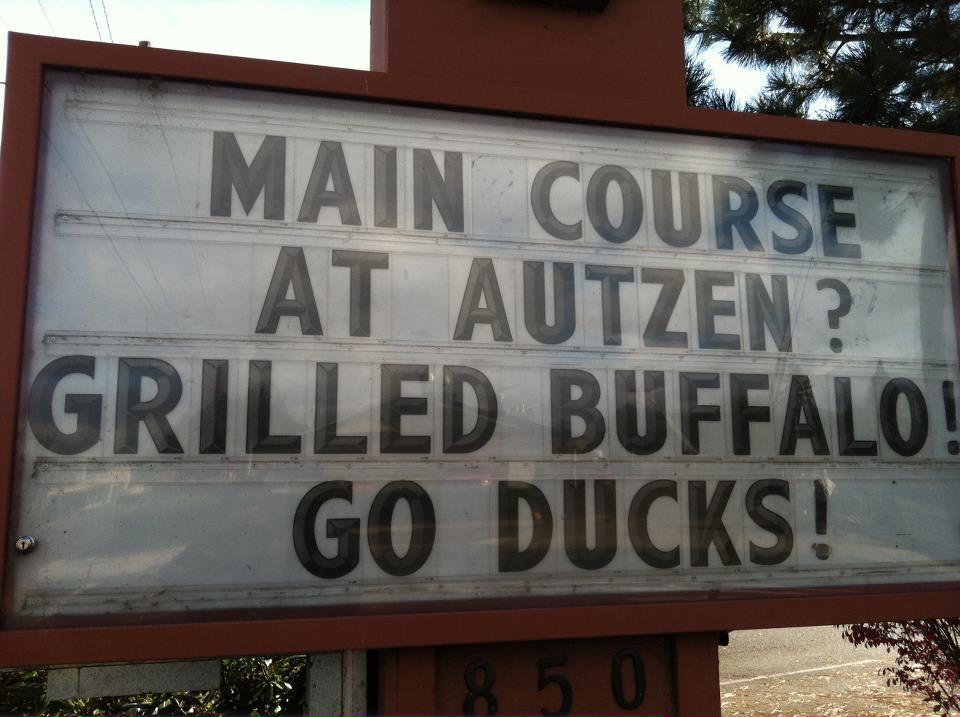 MAIN COURSE
AT AUTZEN?
GRILLED BUFFALO!
GO DUCKS!
850